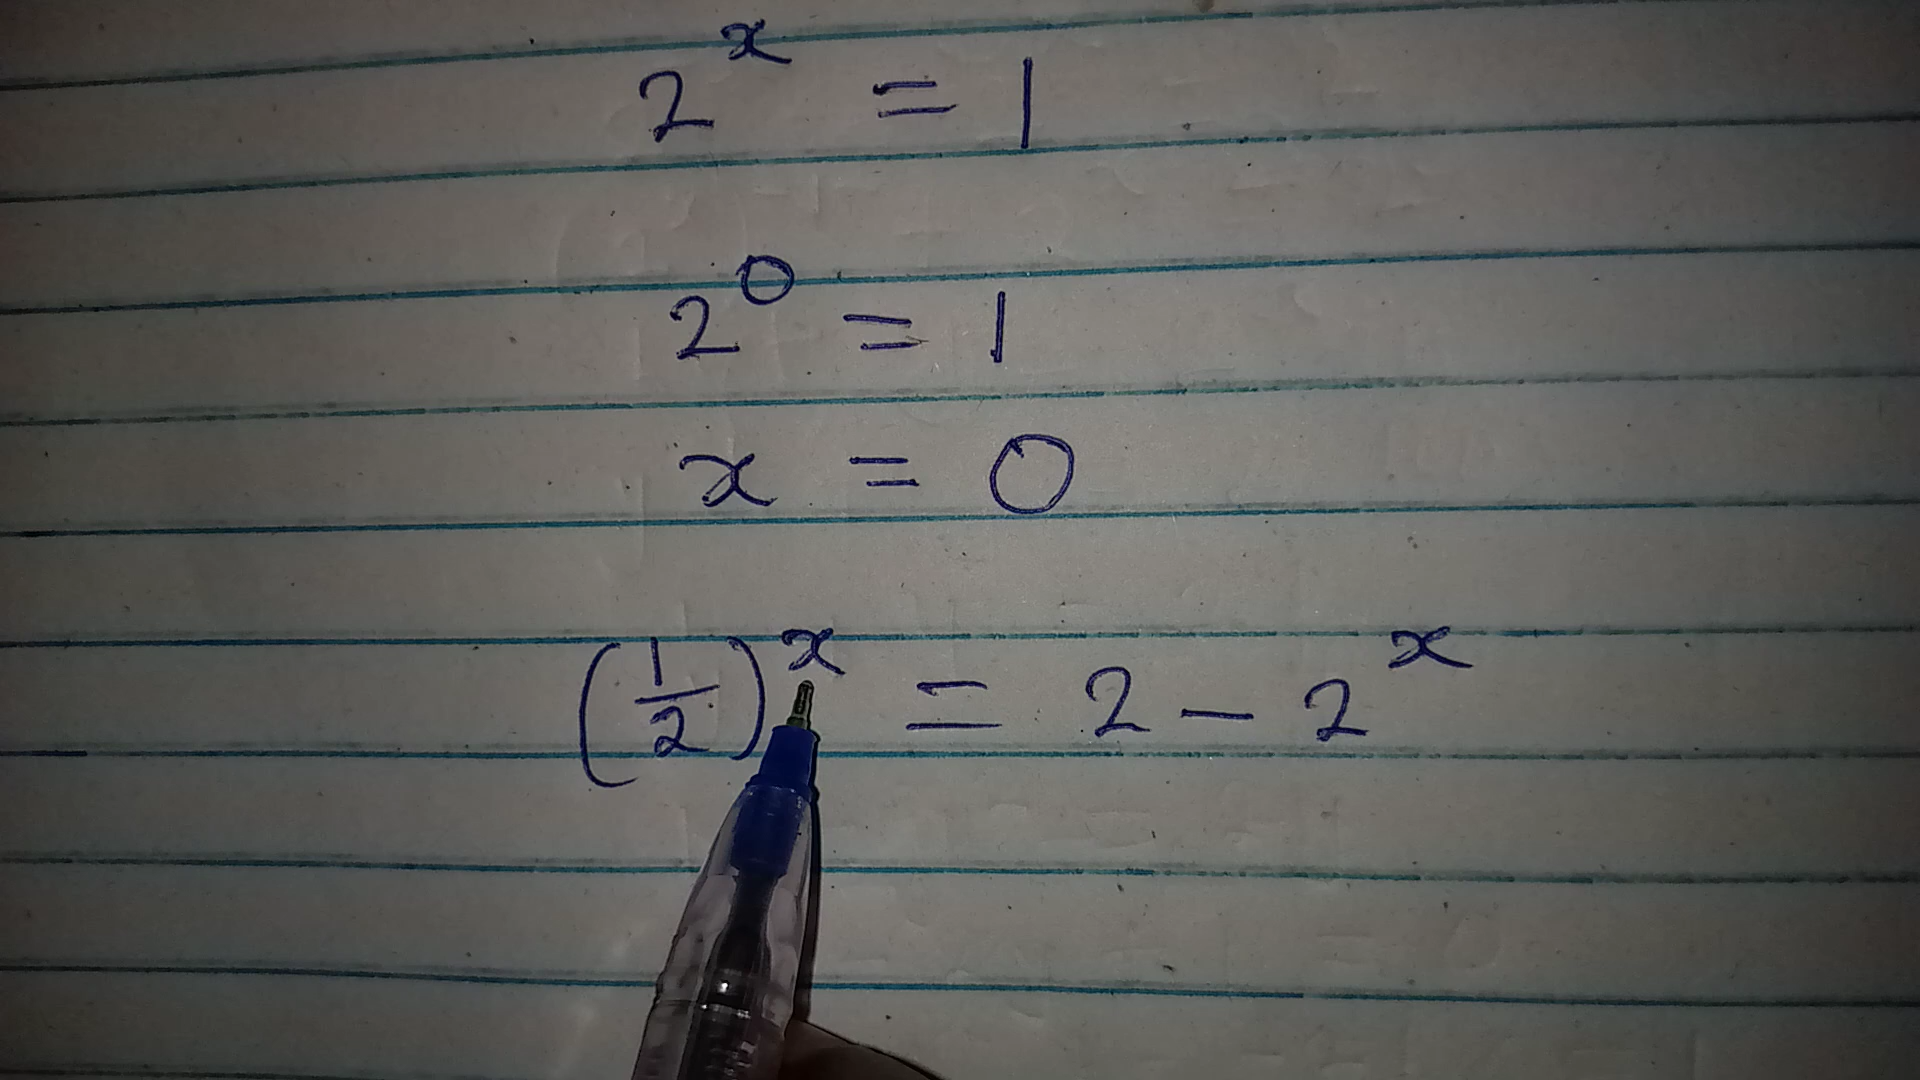 2^x = 1
2^0 = 1
x = 0
(1/2)^x = 2 - 2^x